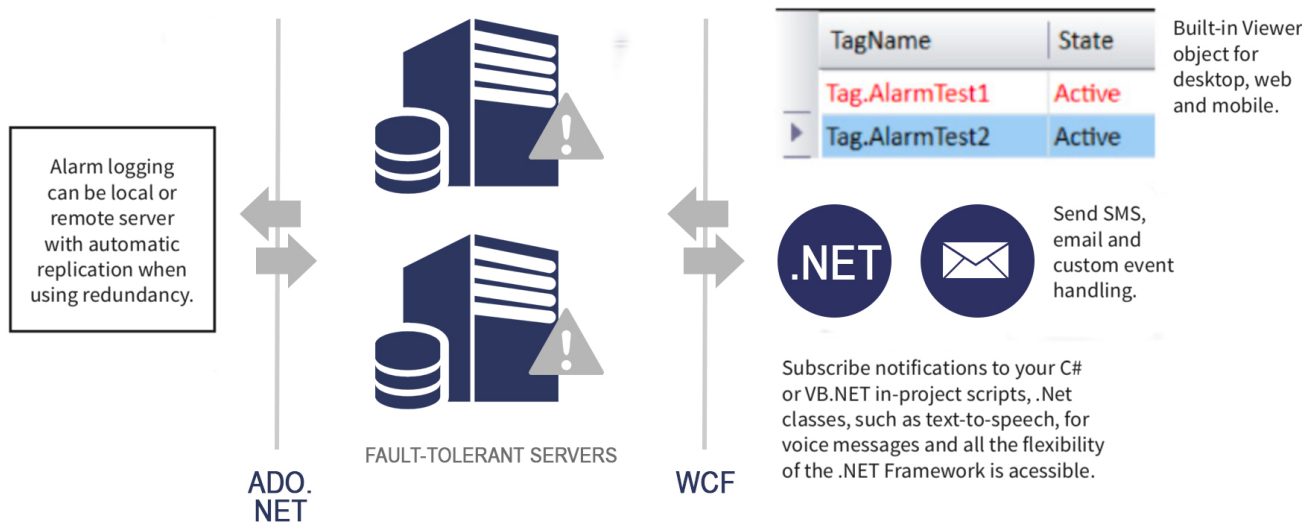 Alarm logging
can be local or
remote server
with automatic
replication when
using redundancy.
ADO.
NET
FAULT-TOLERANT SERVERS
WCF
TagName State
Tag.AlarmTest1 Active
Tag.AlarmTest2 Active
Built-in Viewer
object for
desktop, web
and mobile.
.NET
Send SMS,
email and
custom event
handling.
Subscribe notifications to your C#
or VB.NET in-project scripts, .Net
classes, such as text-to-speech, for
voice messages and all the flexibility
of the .NET Framework is acessible.